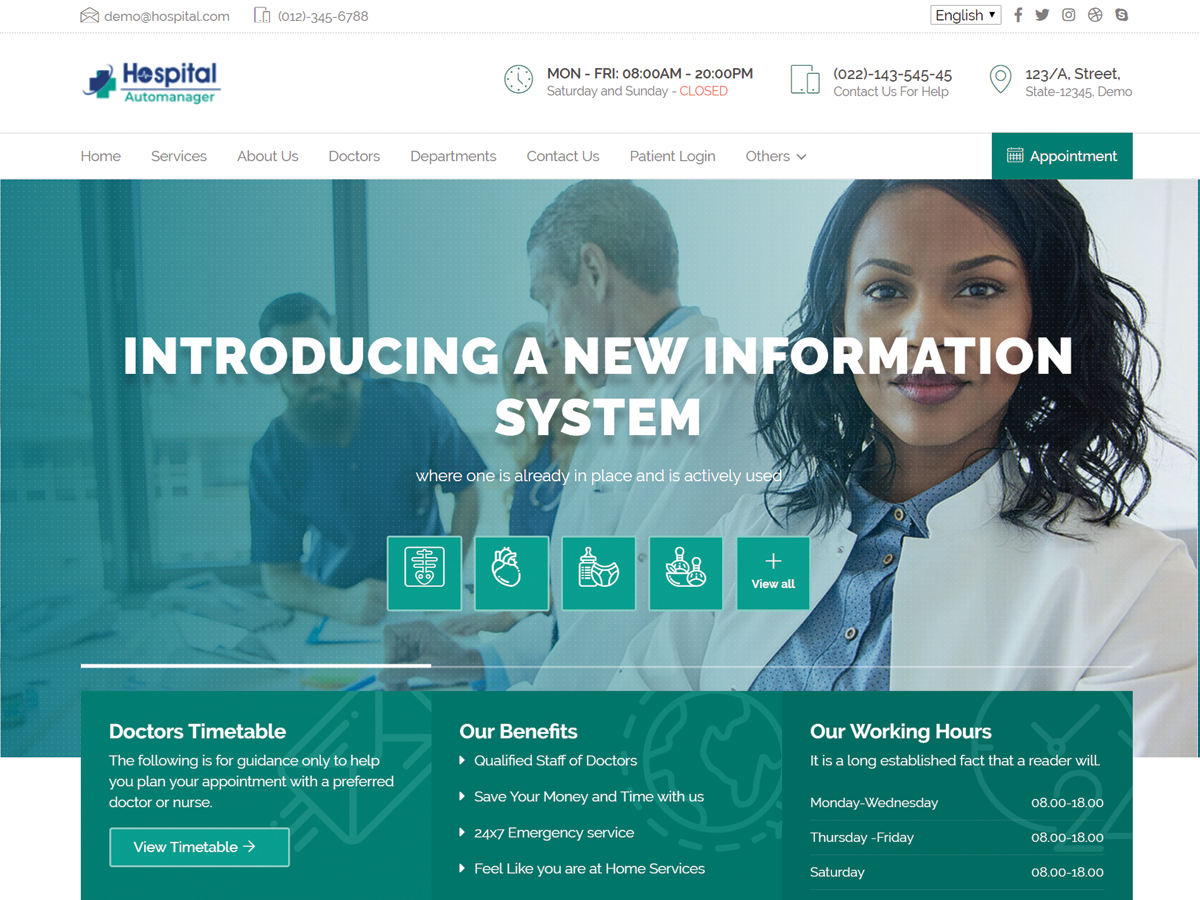 demo@hospital.com
(012)-345-6788
English
Hospital
Automanager
MON - FRI: 08:00AM - 20:00PM
Saturday and Sunday - CLOSED
(022)-143-545-45
Contact Us For Help
123/A, Street,
State-12345, Demo
Home
Services
About Us
Doctors
Departments
Contact Us
Patient Login
Others
Appointment
INTRODUCING A NEW INFORMATION
SYSTEM
where one is already in place and is actively used
View all
Doctors Timetable
The following is for guidance only to help
you plan your appointment with a preferred
doctor or nurse.
View Timetable
Our Benefits
Qualified Staff of Doctors
Save Your Money and Time with us
24x7 Emergency service
Feel Like you are at Home Services
Our Working Hours
It is a long established fact that a reader will.
Monday-Wednesday 08.00-18.00
Thursday -Friday 08.00-18.00
Saturday 08.00-18.00